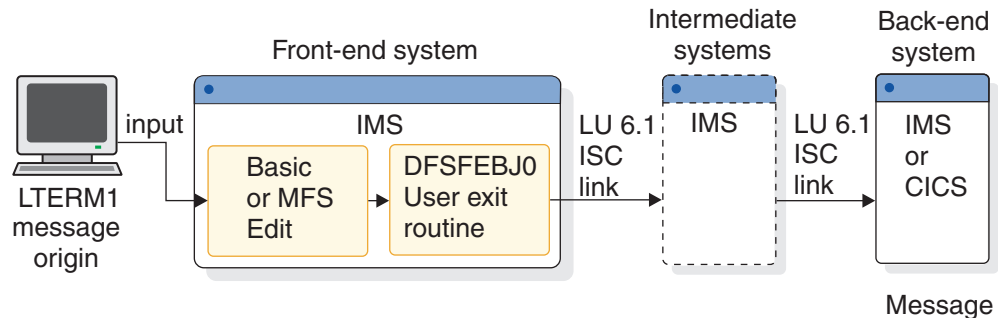 Front-end system
Intermediate
systems
Back-end
system
input
LTERM1
message
origin
IMS
Basic
or MFS
Edit
DFSFEBJ0
User exit
routine
LU 6.1
ISC
link
IMS
LU 6.1
ISC
link
IMS
or
CICS
Message